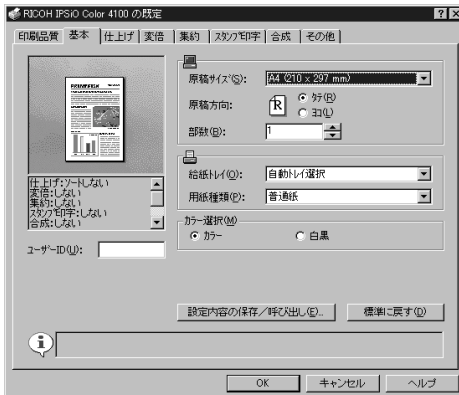 RICOH IPSiO Color 4100 の既定
印刷品質 基本 仕上げ 変倍 集約 スタンプ印字 合成 その他
原稿サイズ(S): A4 (210 x 297 mm)
原稿方向: R タテ(R)
ヨコ(L)
部数(B): 1
仕上げ:ソートしない
変倍:しない
集約:しない
スタンプ印字:しない
合成:しない
給紙トレイ(O): 自動トレイ選択
用紙種類(P): 普通紙
カラー選択(M)
カラー 白黒
ユーザーID(U):
設定内容の保存/呼び出し(E)... 標準に戻す(D)
OK キャンセル ヘルプ